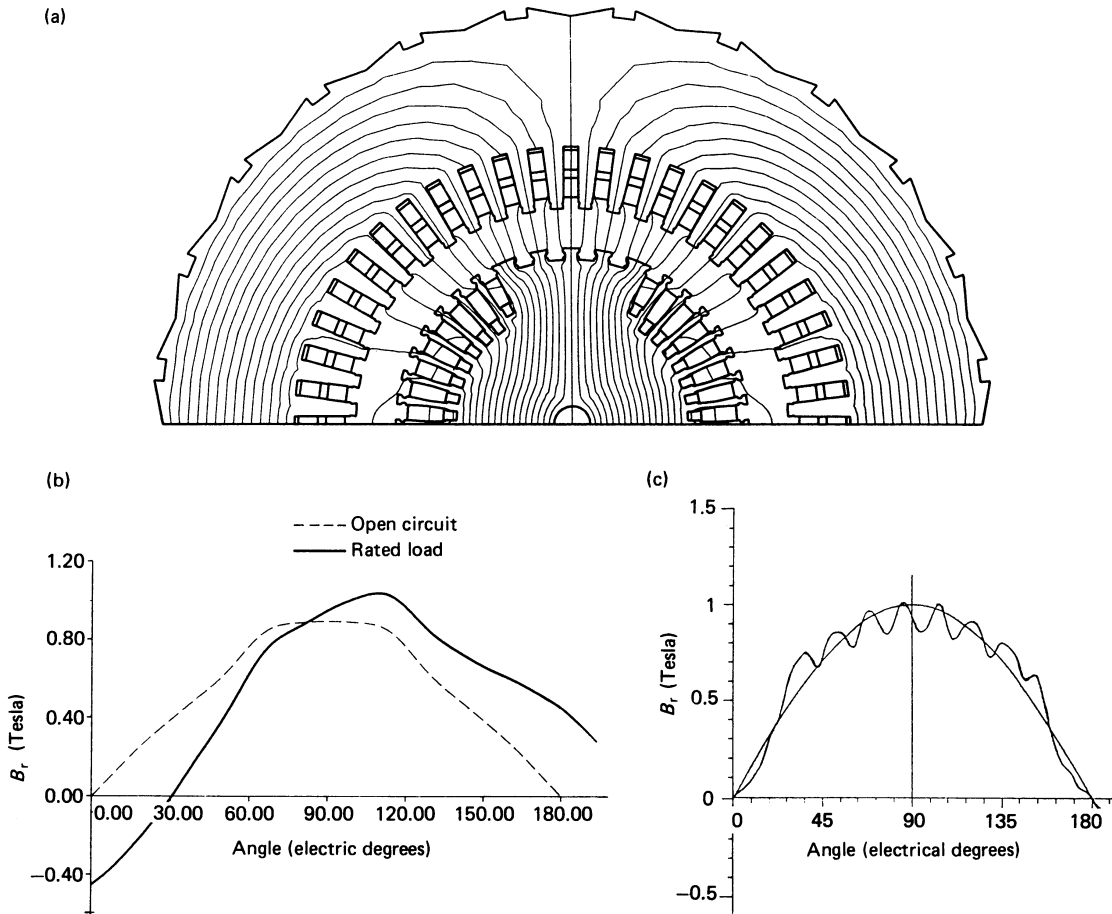 (a)
(b)
Open circuit
Rated load
1.20
0.80
0.40
0.00
−0.40
0.00
30.00
60.00
90.00
120.00
150.00
180.00
Br (Tesla)
Angle (electric degrees)
(c)
1.5
1
0.5
0
−0.5
0
45
90
135
180
Br (Tesla)
Angle (electrical degrees)